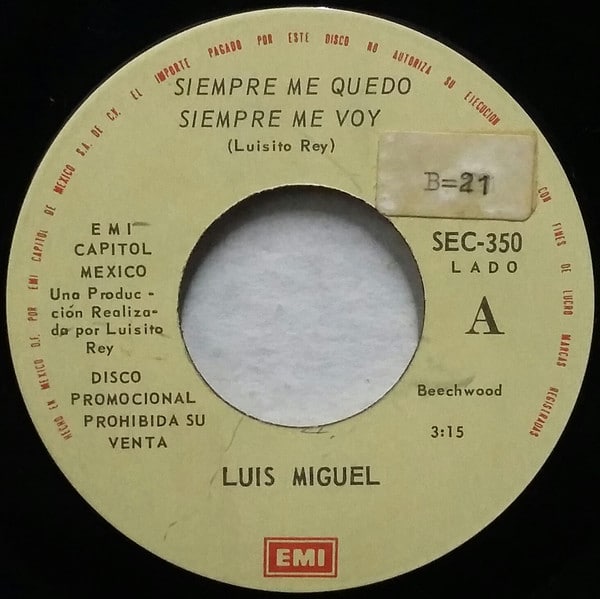 HECHO EN MEXICO D.F. POR EMI CAPITOL DE MEXICO S.A. DE C.V. EL IMPORTE PAGADO POR ESTE DISCO NO AUTORIZA SU EJECUCION CON FINES DE LUCRO MARCAS REGISTRADAS
SIEMPRE ME QUEDO
SIEMPRE ME VOY
(Luisito Rey)
B=21
EMI
CAPITOL
MEXICO
Una Produc-
ción Realiza-
da por Luisito
Rey
SEC-350
LADO
A
DISCO
PROMOCIONAL
PROHIBIDA SU
VENTA
Beechwood
3:15
LUIS MIGUEL
EMI